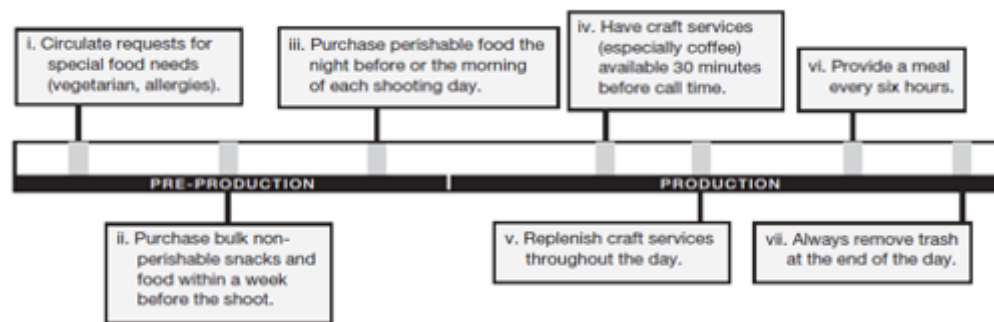 i. Circulate requests for
special food needs
(vegetarian, allergies).
iii. Purchase perishable food the
night before or the morning
of each shooting day.
iv. Have craft services
(especially coffee)
available 30 minutes
before call time.
vi. Provide a meal
every six hours.
PRE-PRODUCTION
PRODUCTION
ii. Purchase bulk non-
perishable snacks and
food within a week
before the shoot.
v. Replenish craft services
throughout the day.
vii. Always remove trash
at the end of the day.